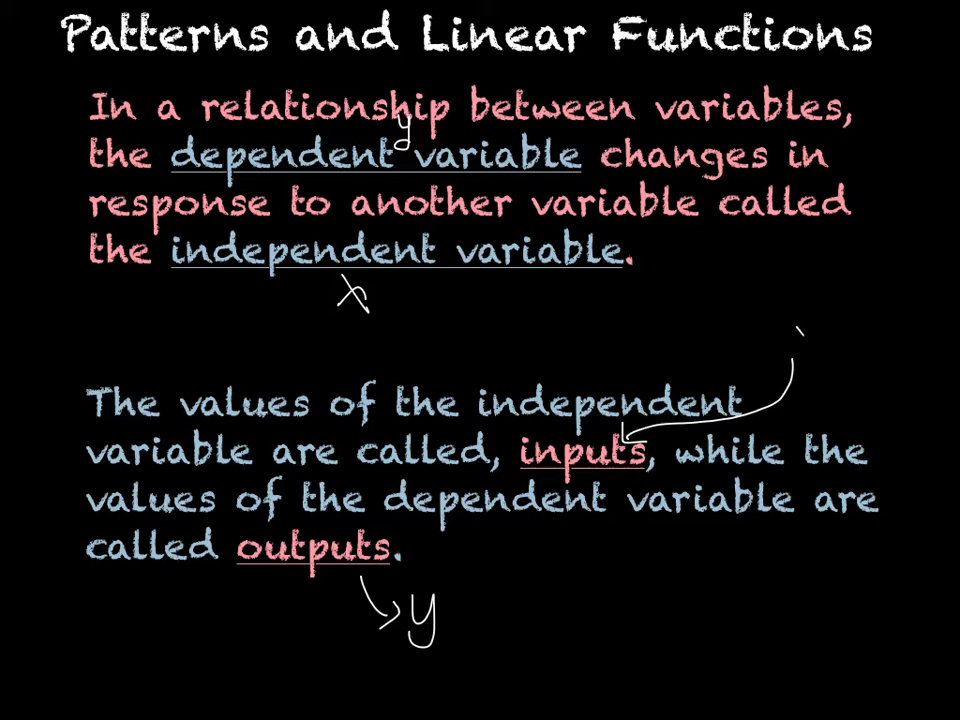 Patterns and Linear Functions
In a relationship between variables,
y
the dependent variable changes in
response to another variable called
the independent variable.
x
The values of the independent
variable are called, inputs, while the
values of the dependent variable are
called outputs.
y